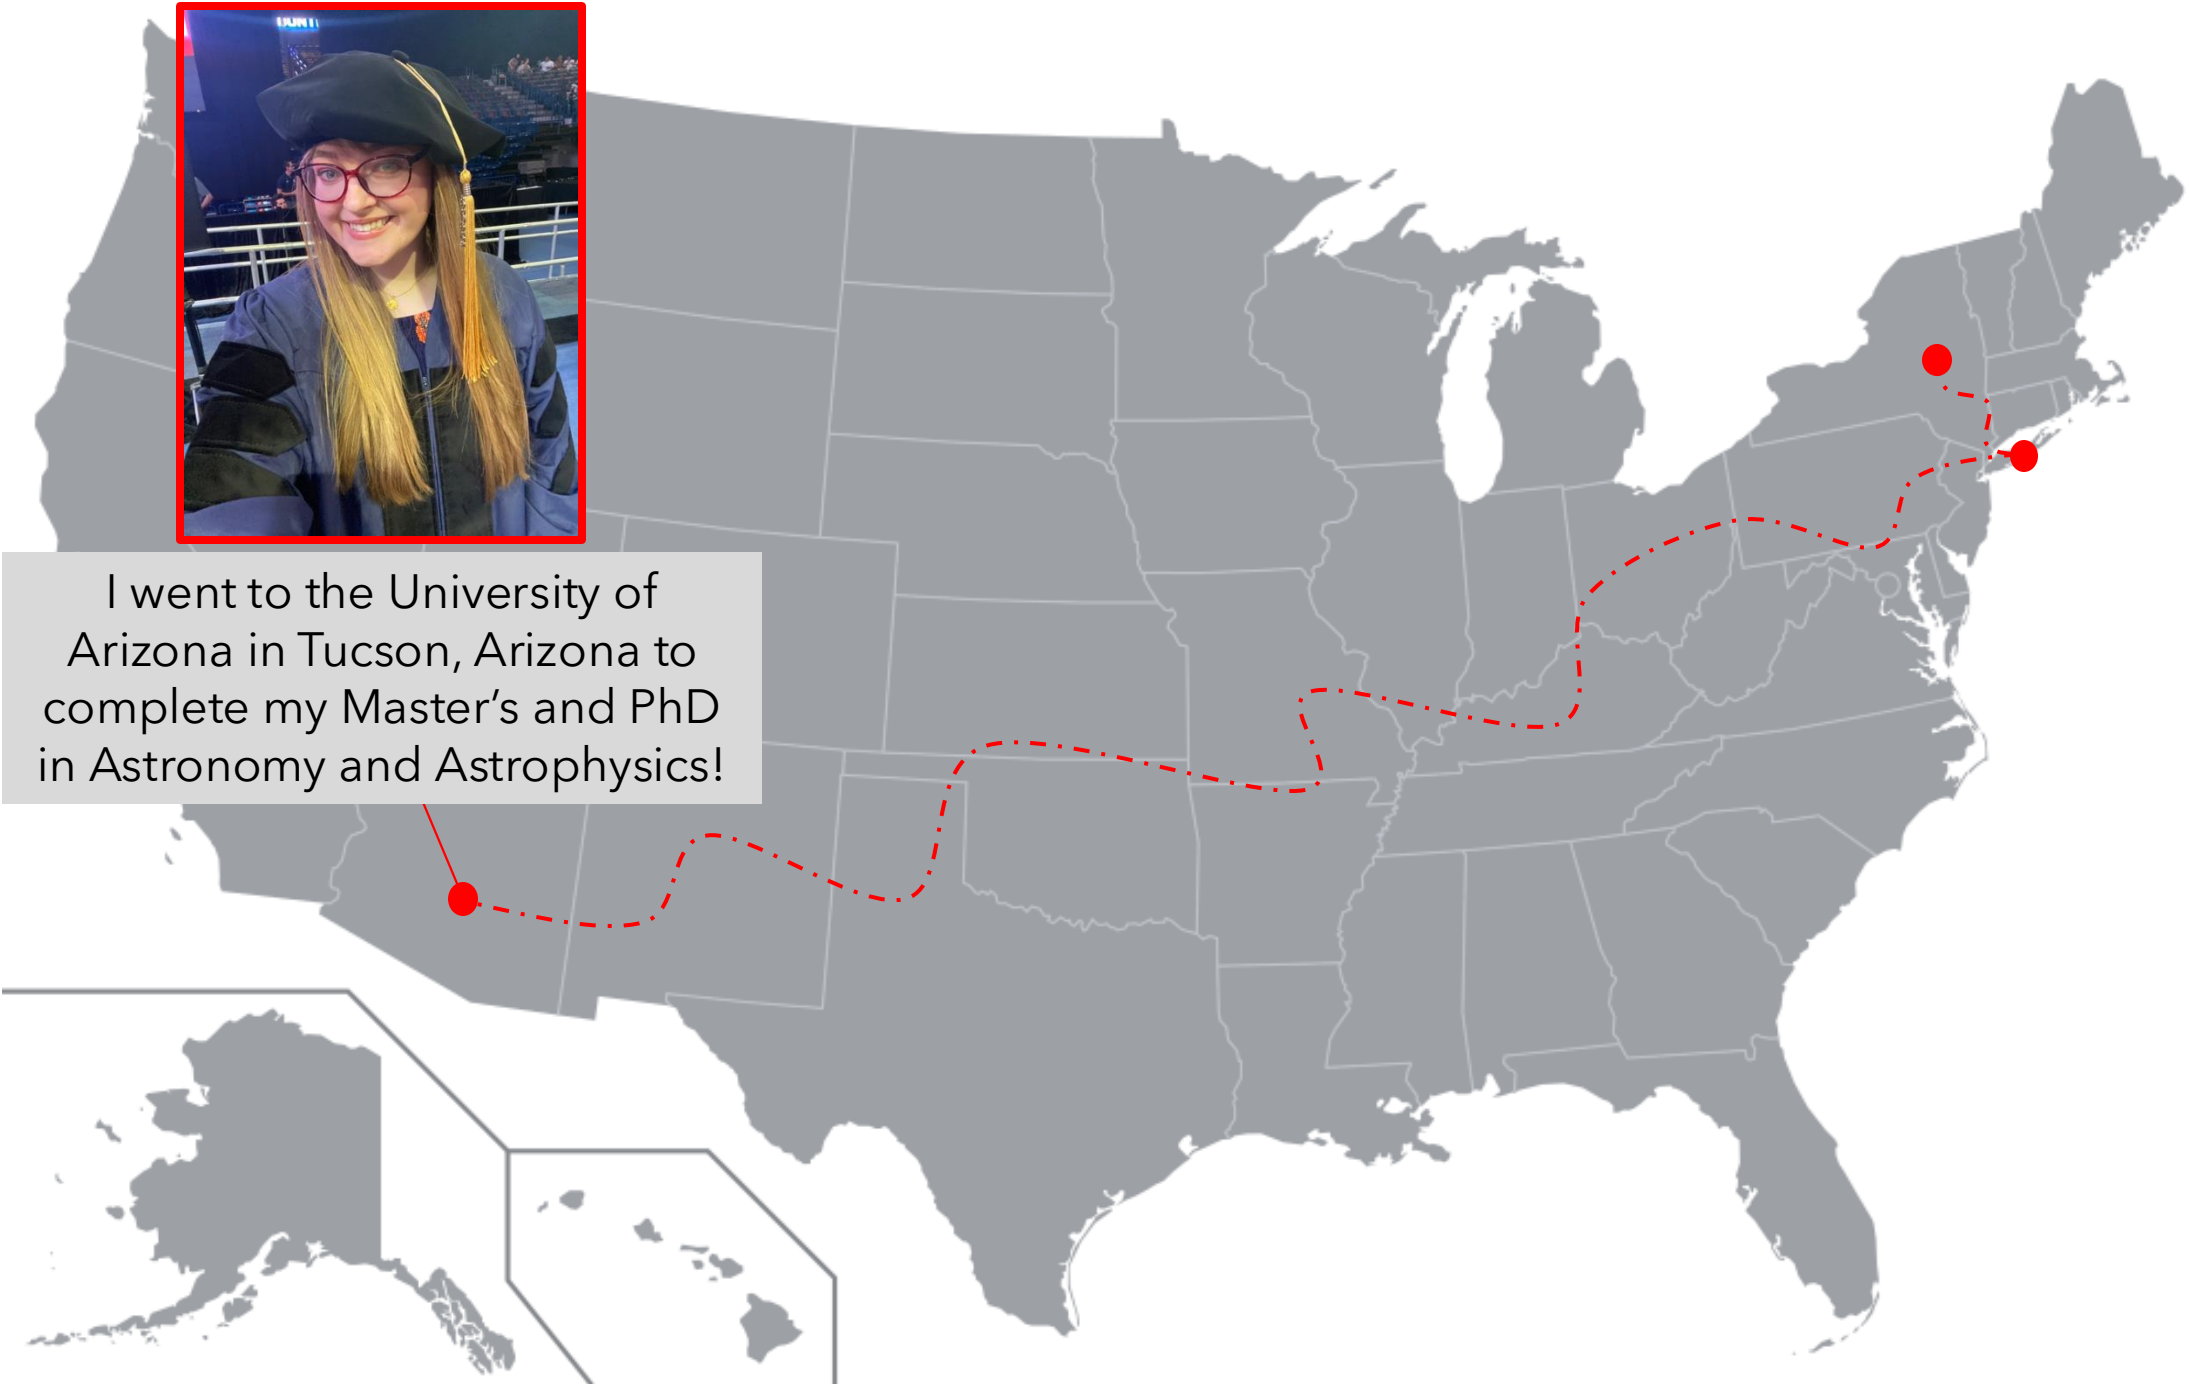 I went to the University of
Arizona in Tucson, Arizona to
complete my Master’s and PhD
in Astronomy and Astrophysics!